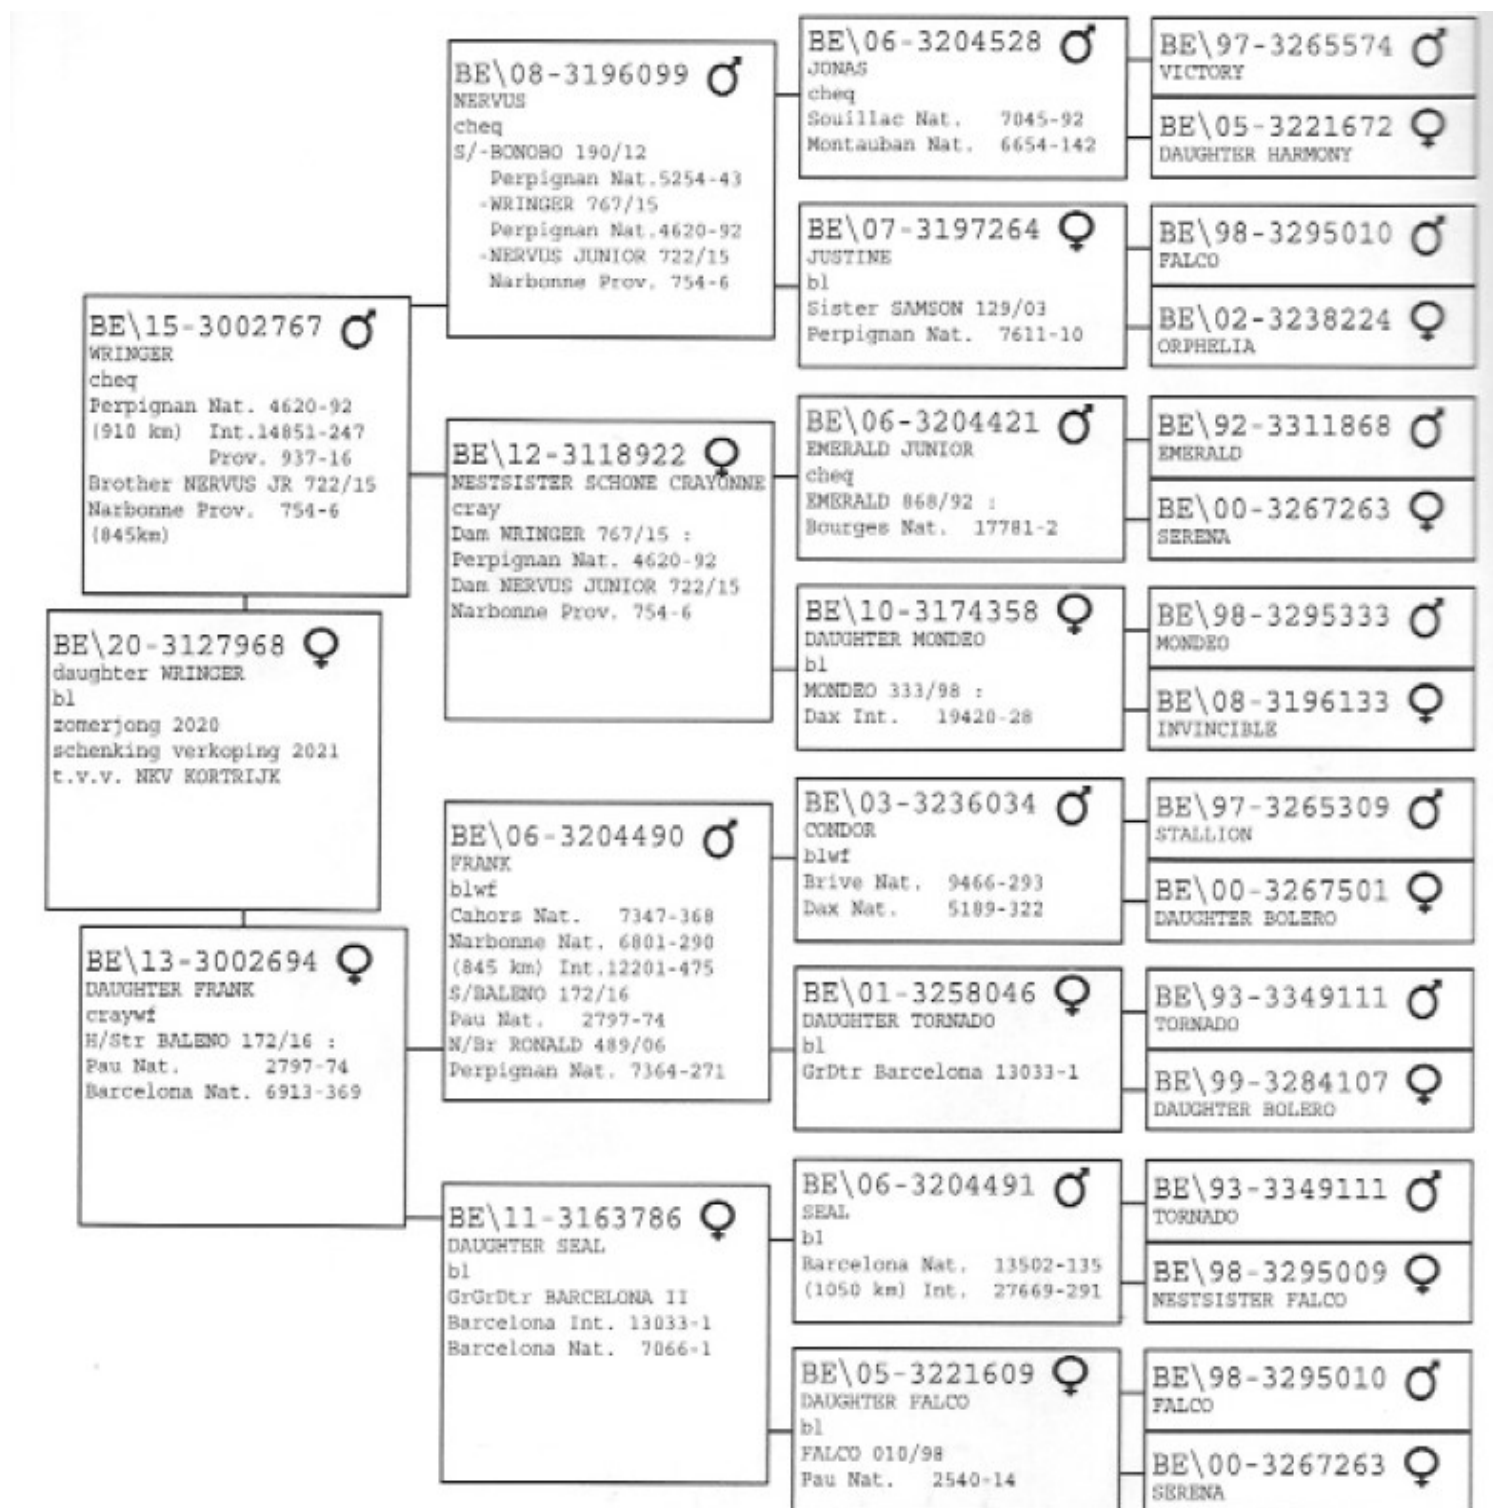 BE\20-3127968 ♀
daughter WRINGER
bl
zomerjong 2020
schenking verkoping 2021
t.v.v. NKV KORTRIJK
BE\15-3002767 ♂
WRINGER
cheq
Perpignan Nat. 4620-92
(910 km) Int.14851-247
Prov. 937-16
Brother NERVUS JR 722/15
Narbonne Prov. 754-6
(845km)
BE\13-3002694 ♀
DAUGHTER FRANK
craywf
H/Str BALENO 172/16 :
Pau Nat. 2797-74
Barcelona Nat. 6913-369
BE\08-3196099 ♂
NERVUS
cheq
S/-BONOBO 190/12
Perpignan Nat.5254-43
-WRINGER 767/15
Perpignan Nat.4620-92
-NERVUS JUNIOR 722/15
Narbonne Prov. 754-6
BE\12-3118922 ♀
NESTSISTER SCHONE CRAYONNE
cray
Dam WRINGER 767/15 :
Perpignan Nat. 4620-92
Dam NERVUS JUNIOR 722/15
Narbonne Prov. 754-6
BE\06-3204490 ♂
FRANK
blwf
Cahors Nat. 7347-368
Narbonne Nat. 6801-290
(845 km) Int.12201-475
S/BALENO 172/16
Pau Nat. 2797-74
N/Br RONALD 489/06
Perpignan Nat. 7364-271
BE\11-3163786 ♀
DAUGHTER SEAL
bl
GrGrDtr BARCELONA II
Barcelona Int. 13033-1
Barcelona Nat. 7066-1
BE\06-3204528 ♂
JONAS
cheq
Souillac Nat. 7045-92
Montauban Nat. 6654-142
BE\07-3197264 ♀
JUSTINE
bl
Sister SAMSON 129/03
Perpignan Nat. 7611-10
BE\06-3204421 ♂
EMERALD JUNIOR
cheq
EMERALD 868/92 :
Bourges Nat. 17781-2
BE\10-3174358 ♀
DAUGHTER MONDEO
bl
MONDEO 333/98 :
Dax Int. 19420-28
BE\03-3236034 ♂
CONDOR
blwf
Brive Nat. 9466-293
Dax Nat. 5189-322
BE\01-3258046 ♀
DAUGHTER TORNADO
bl
GrDtr Barcelona 13033-1
BE\06-3204491 ♂
SEAL
bl
Barcelona Nat. 13502-135
(1050 km) Int. 27669-291
BE\05-3221609 ♀
DAUGHTER FALCO
bl
FALCO 010/98
Pau Nat. 2540-14
BE\97-3265574 ♂
VICTORY
BE\05-3221672 ♀
DAUGHTER HARMONY
BE\98-3295010 ♂
FALCO
BE\02-3238224 ♀
ORPHELIA
BE\92-3311868 ♂
EMERALD
BE\00-3267263 ♀
SERENA
BE\98-3295333 ♂
MONDEO
BE\08-3196133 ♀
INVINCIBLE
BE\97-3265309 ♂
STALLION
BE\00-3267501 ♀
DAUGHTER BOLERO
BE\93-3349111 ♂
TORNADO
BE\99-3284107 ♀
DAUGHTER BOLERO
BE\93-3349111 ♂
TORNADO
BE\98-3295009 ♀
NESTSISTER FALCO
BE\98-3295010 ♂
FALCO
BE\00-3267263 ♀
SERENA